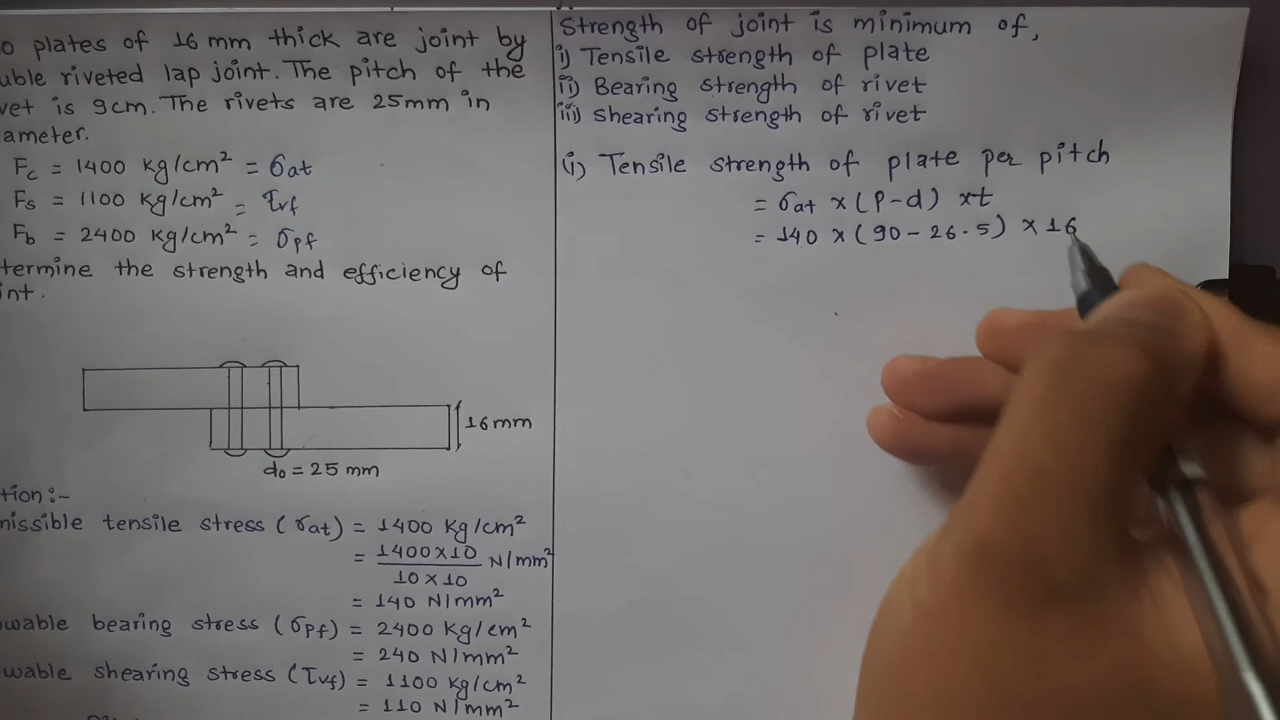 o plates of 16 mm thick are joint by
uble riveted lap joint. The pitch of the
vet is 9cm. The rivets are 25mm in
ameter.
Fc = 1400 kg/cm² = σat
Fs = 1100 kg/cm² = τvf
Fb = 2400 kg/cm² = σpf
termine the strength and efficiency of
int.
16mm
do = 25 mm
tion:-
missible tensile stress (σat) = 1400 kg/cm²
= 1400×10 / 10×10 N/mm²
= 140 N/mm²
wable bearing stress (σpf) = 2400 kg/cm²
= 240 N/mm²
wable shearing stress (τvf) = 1100 kg/cm²
= 110 N/mm²
Strength of joint is minimum of,
i) Tensile strength of plate
ii) Bearing strength of rivet
iii) Shearing strength of rivet
(i) Tensile strength of plate per pitch
= σat × (P-d) × t
= 140 × (90 - 26.5) × 16